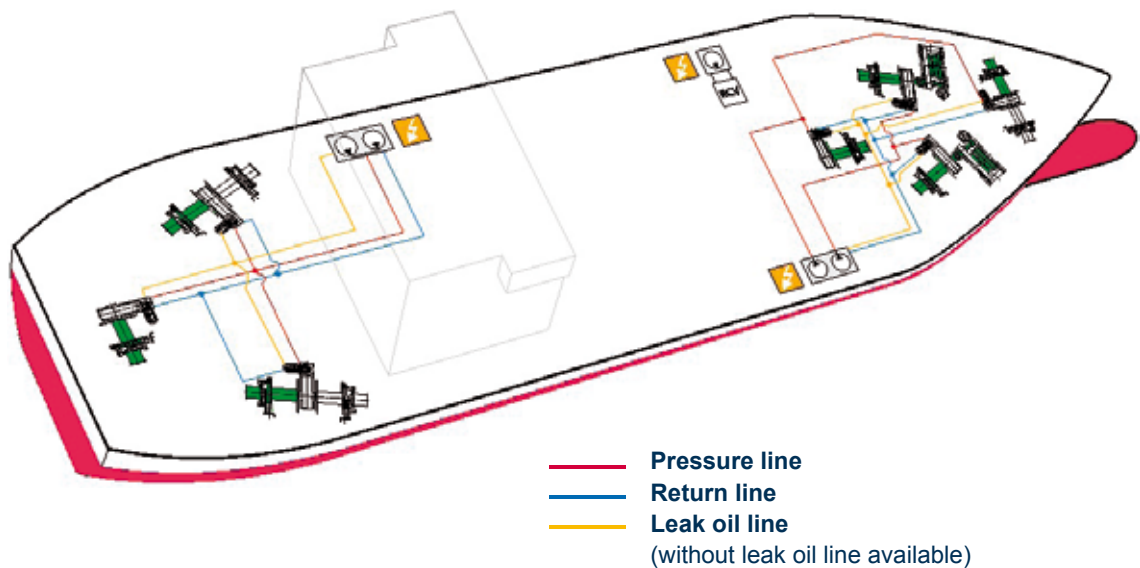 Pressure line
Return line
Leak oil line
(without leak oil line available)